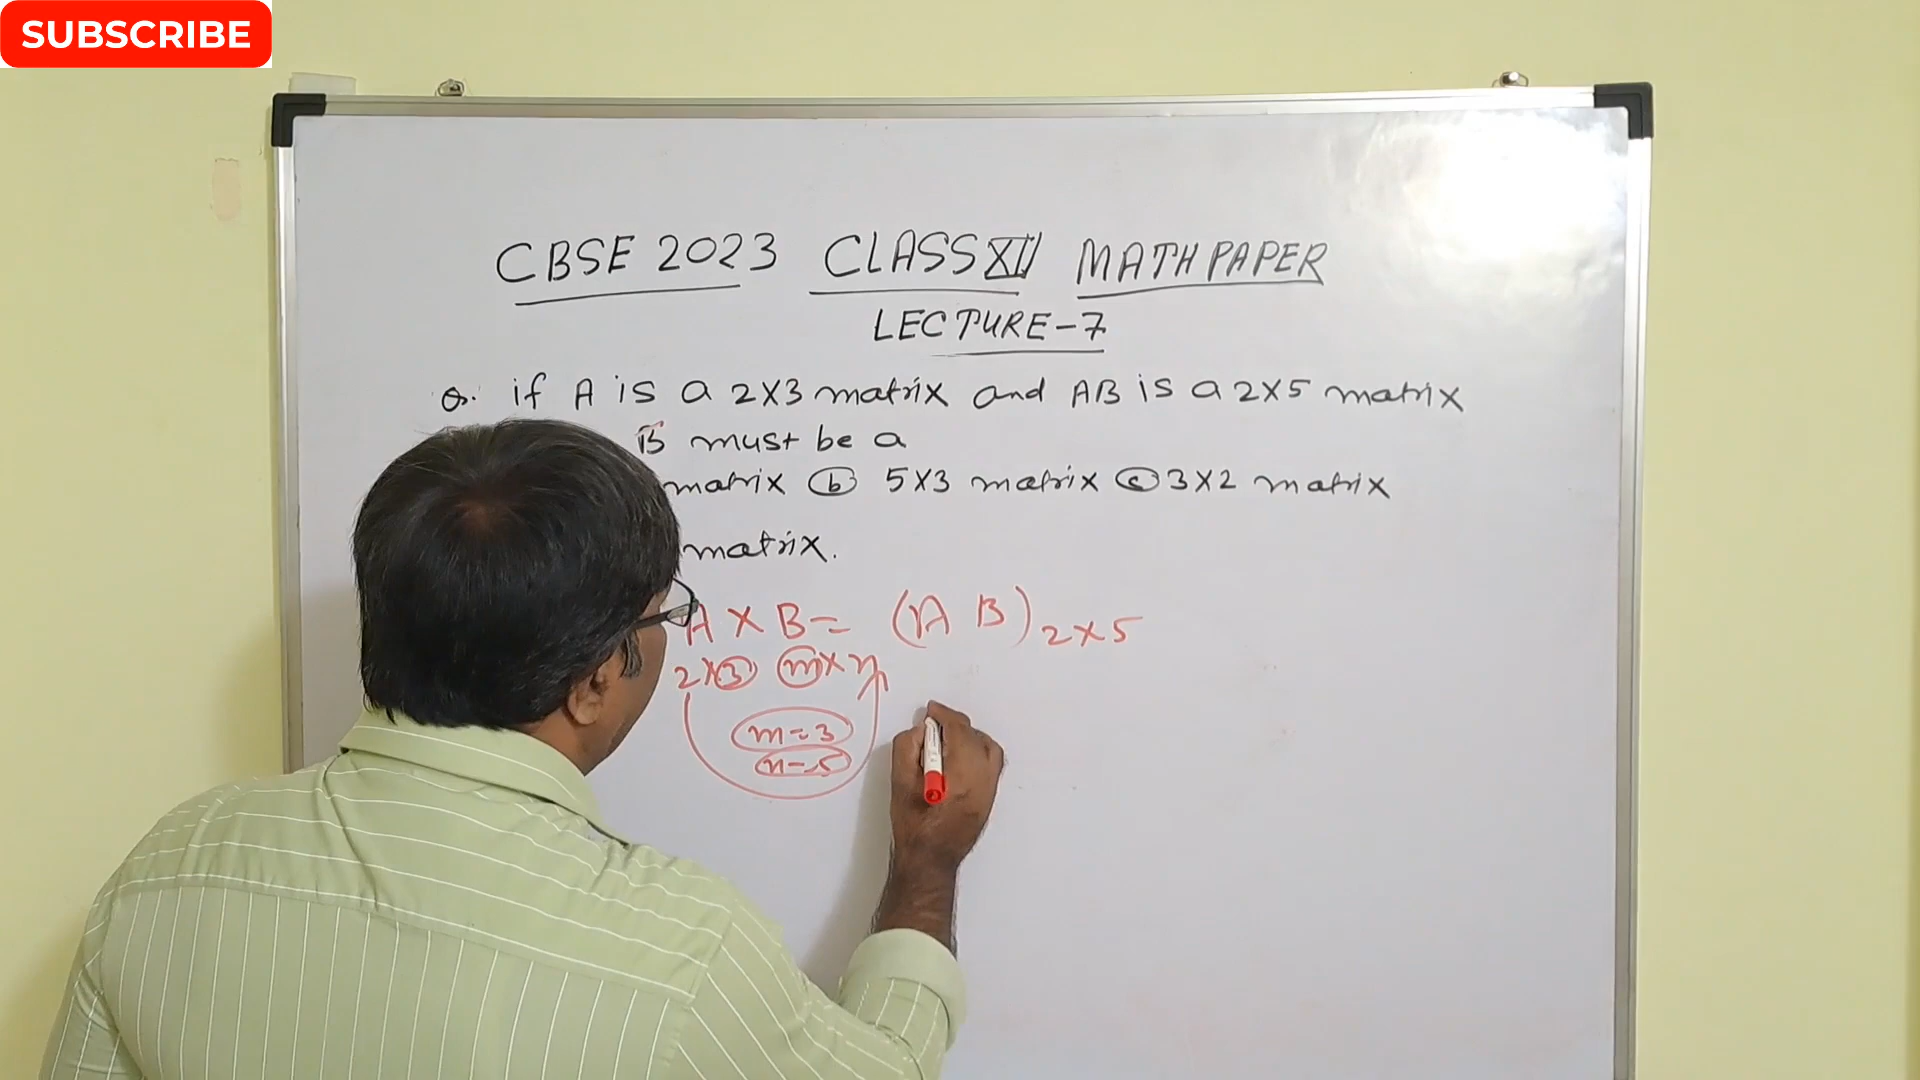 SUBSCRIBE
CBSE 2023 CLASS XII MATH PAPER
LECTURE-7
Q. if A is a 2X3 matrix and AB is a 2X5 matrix
B must be a
matrix (b) 5X3 matrix (c) 3X2 matrix
matrix.
A X B = (A B) 2X5
2X3 mXn
m=3
n=5